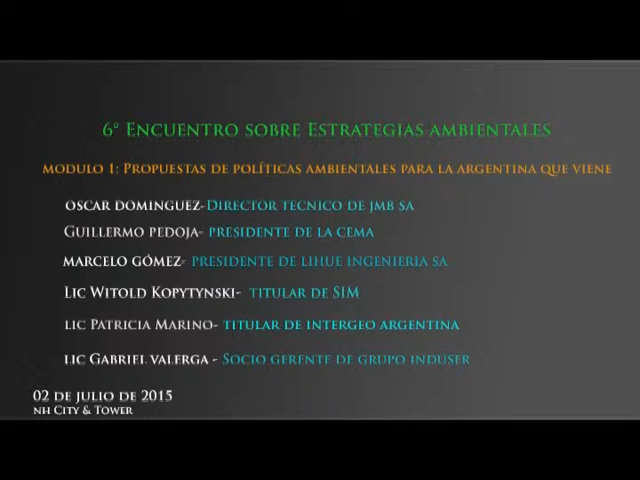 6° Encuentro sobre Estrategias ambientales
modulo 1: Propuestas de políticas ambientales para la argentina que viene
oscar dominguez-Director tecnico de jmb sa
Guillermo pedoja- presidente de la cema
marcelo gómez- presidente de lihue ingenieria sa
Lic Witold Kopytynski- titular de SIM
lic Patricia Marino- titular de intergeo argentina
lic Gabriel valerga - Socio gerente de grupo induser
02 de julio de 2015
nh City & Tower